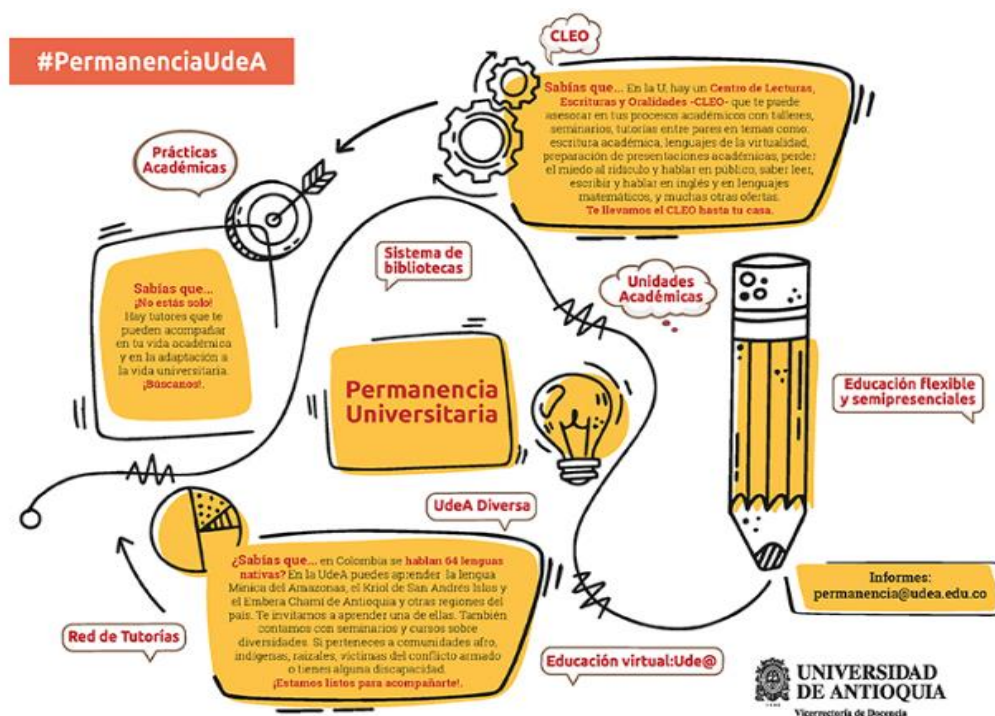 #PermanenciaUdeA
CLEO
Sabías que... En la U, hay un Centro de Lecturas,
Escrituras y Oralidades -CLEO- que te puede
asesorar en tus procesos académicos con talleres,
seminarios, tutorías entre pares en temas como:
escritura académica, lenguajes de la virtualidad,
preparación de presentaciones académicas, perder
el miedo al ridículo y hablar en público, saber leer,
escribir y hablar en inglés y en lenguajes
matemáticos, y muchas otras ofertas.
Te llevamos el CLEO hasta tu casa.
Prácticas
Académicas
Sabías que...
¡No estás solo!
Hay tutores que te
pueden acompañar
en tu vida académica
y en la adaptación a
la vida universitaria.
¡Búscanos!.
Sistema de
bibliotecas
Unidades
Académicas
Permanencia
Universitaria
Educación flexible
y semipresenciales
UdeA Diversa
¿Sabías que... en Colombia se hablan 64 lenguas
nativas? En la UdeA puedes aprender la lengua
Minica del Amazonas, el Kriol de San Andrés Islas y
el Embera Chamí de Antioquia y otras regiones del
país. Te invitamos a aprender una de ellas. También
contamos con seminarios y cursos sobre
diversidades. Si perteneces a comunidades afro,
indígenas, raizales, víctimas del conflicto armado
o tienes alguna discapacidad.
¡Estamos listos para acompañarte!.
Red de Tutorías
Educación virtual:Ude@
Informes:
permanencia@udea.edu.co
UNIVERSIDAD
DE ANTIOQUIA
Vicerrectoría de Docencia